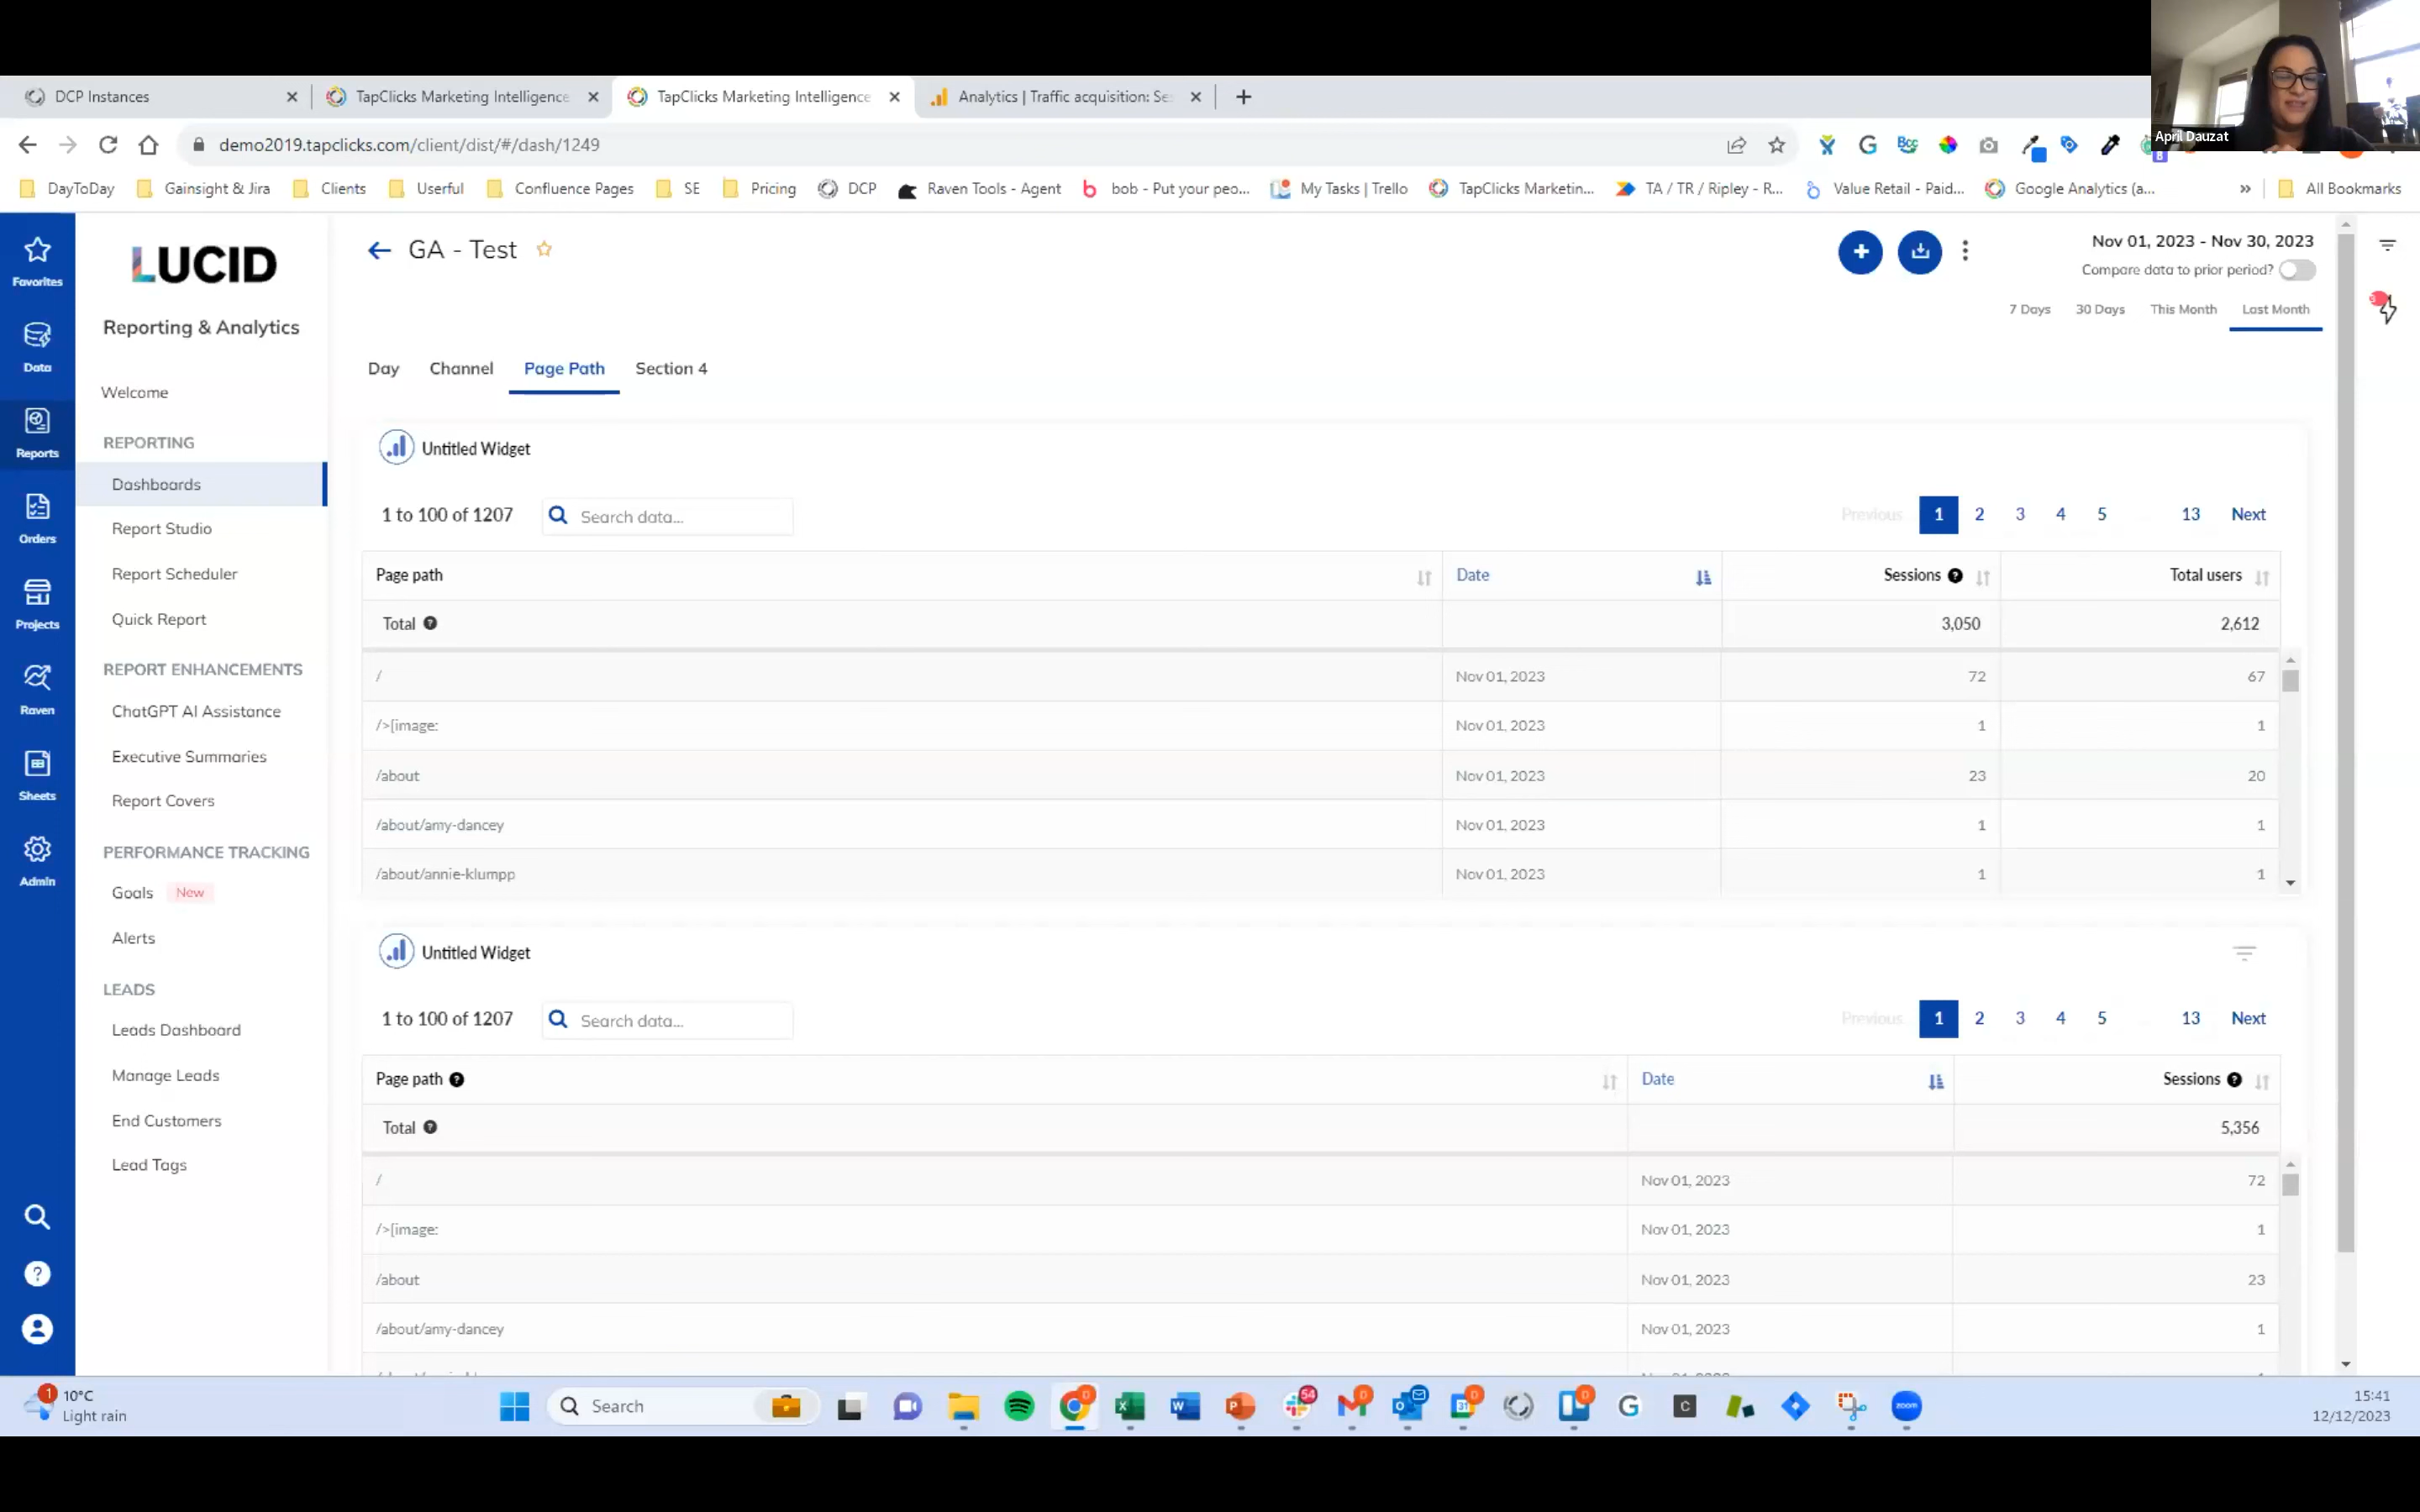 April Dauzat
DCP Instances
TapClicks Marketing Intelligence
TapClicks Marketing Intelligence
Analytics | Traffic acquisition: Se
demo2019.tapclicks.com/client/dist/#/dash/1249
DayToDay
Gainsight & Jira
Clients
Userful
Confluence Pages
SE
Pricing
DCP
Raven Tools - Agent
bob - Put your peo...
My Tasks | Trello
TapClicks Marketin...
TA / TR / Ripley - R...
Value Retail - Paid...
Google Analytics (a...
All Bookmarks
Favorites
Data
Reports
Orders
Projects
Raven
Sheets
Admin
LUCID
Reporting & Analytics
Welcome
REPORTING
Dashboards
Report Studio
Report Scheduler
Quick Report
REPORT ENHANCEMENTS
ChatGPT AI Assistance
Executive Summaries
Report Covers
PERFORMANCE TRACKING
Goals New
Alerts
LEADS
Leads Dashboard
Manage Leads
End Customers
Lead Tags
GA - Test
Nov 01, 2023 - Nov 30, 2023
Compare data to prior period?
7 Days 30 Days This Month Last Month
Day Channel Page Path Section 4
Untitled Widget
1 to 100 of 1207 Search data... Previous 1 2 3 4 5 13 Next
Page path Date Sessions Total users
Total 3,050 2,612
/ Nov 01, 2023 72 67
/>[image: Nov 01, 2023 1 1
/about Nov 01, 2023 23 20
/about/amy-dancey Nov 01, 2023 1 1
/about/annie-klumpp Nov 01, 2023 1 1
Untitled Widget
1 to 100 of 1207 Search data... Previous 1 2 3 4 5 13 Next
Page path Date Sessions
Total 5,356
/ Nov 01, 2023 72
/>[image: Nov 01, 2023 1
/about Nov 01, 2023 23
/about/amy-dancey Nov 01, 2023 1
1 10°C
Light rain
Search
54
zoom
15:41
12/12/2023